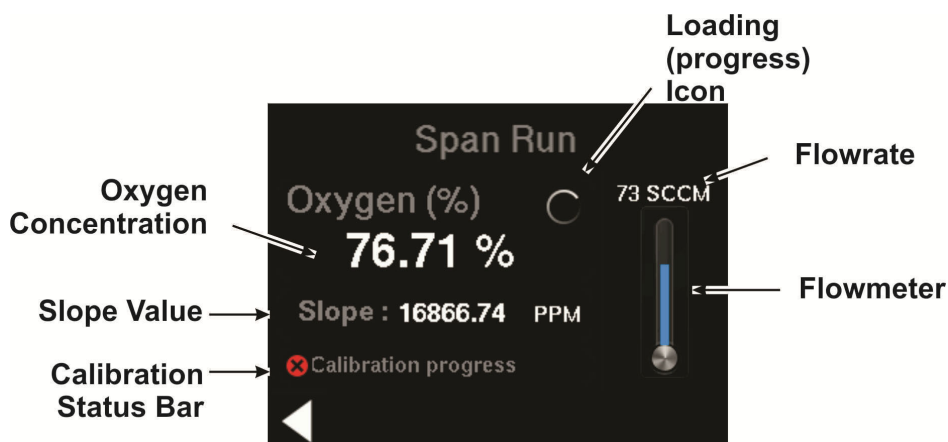 Loading
(progress)
Icon
Span Run
Flowrate
Oxygen
Concentration
Oxygen (%)
73 SCCM
76.71 %
Flowmeter
Slope Value
Slope : 16866.74 PPM
Calibration
Status Bar
Calibration progress